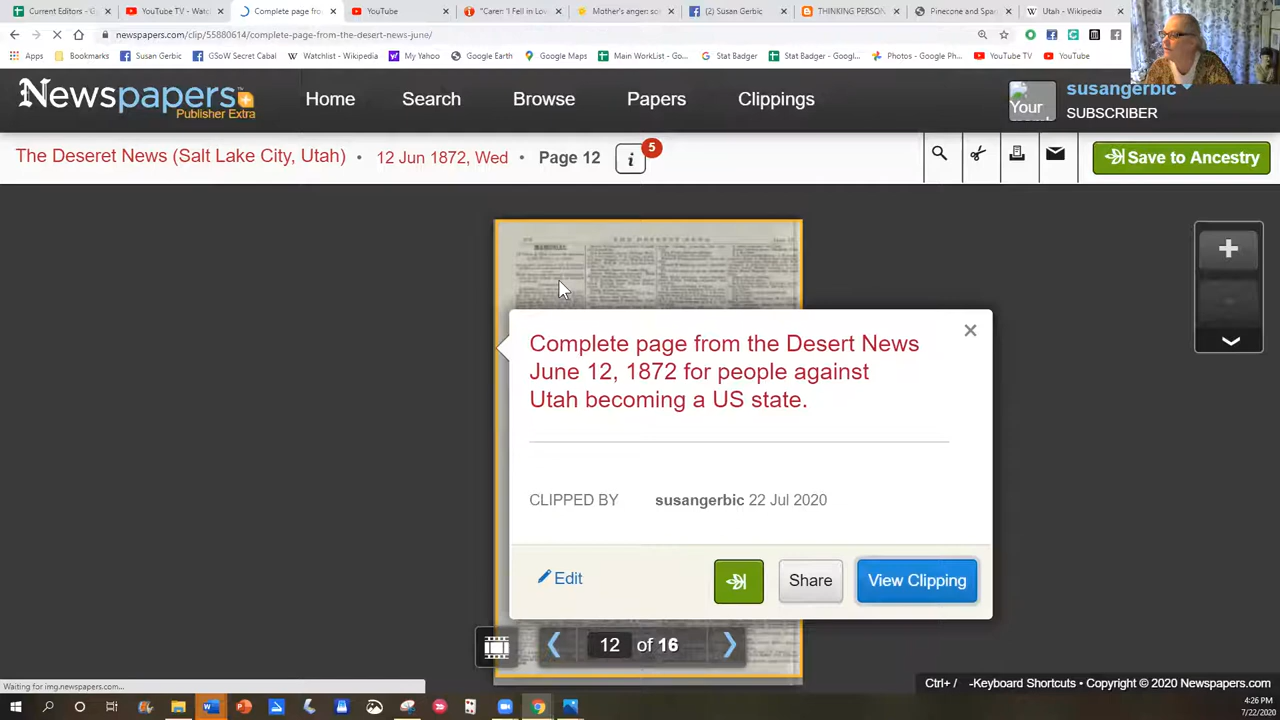 Current Editors - G
YouTube TV - Watc
Complete page fro
YouTube
"Caren: 'I Fell in Lov
Mother's anger: so
(2) Susan Gerbic
THINKING PERSON
Pinecone and Spa
Utah - Wikipedia
newspapers.com/clip/55880614/complete-page-from-the-desert-news-june/
Apps
Bookmarks
Susan Gerbic
GSoW Secret Cabal
Watchlist - Wikipedia
My Yahoo
Google Earth
Google Maps
Main WorkList - Go...
Stat Badger
Stat Badger - Googl...
Photos - Google Ph...
YouTube TV
YouTube
Newspapers
Publisher Extra
Home
Search
Browse
Papers
Clippings
Your
susangerbic
SUBSCRIBER
The Deseret News (Salt Lake City, Utah) • 12 Jun 1872, Wed • Page 12
5
Save to Ancestry
Complete page from the Desert News
June 12, 1872 for people against
Utah becoming a US state.
CLIPPED BY susangerbic 22 Jul 2020
Edit
Share
View Clipping
12 of 16
Waiting for img.newspapers.com...
Ctrl+ / -Keyboard Shortcuts • Copyright © 2020 Newspapers.com
4:26 PM
7/22/2020